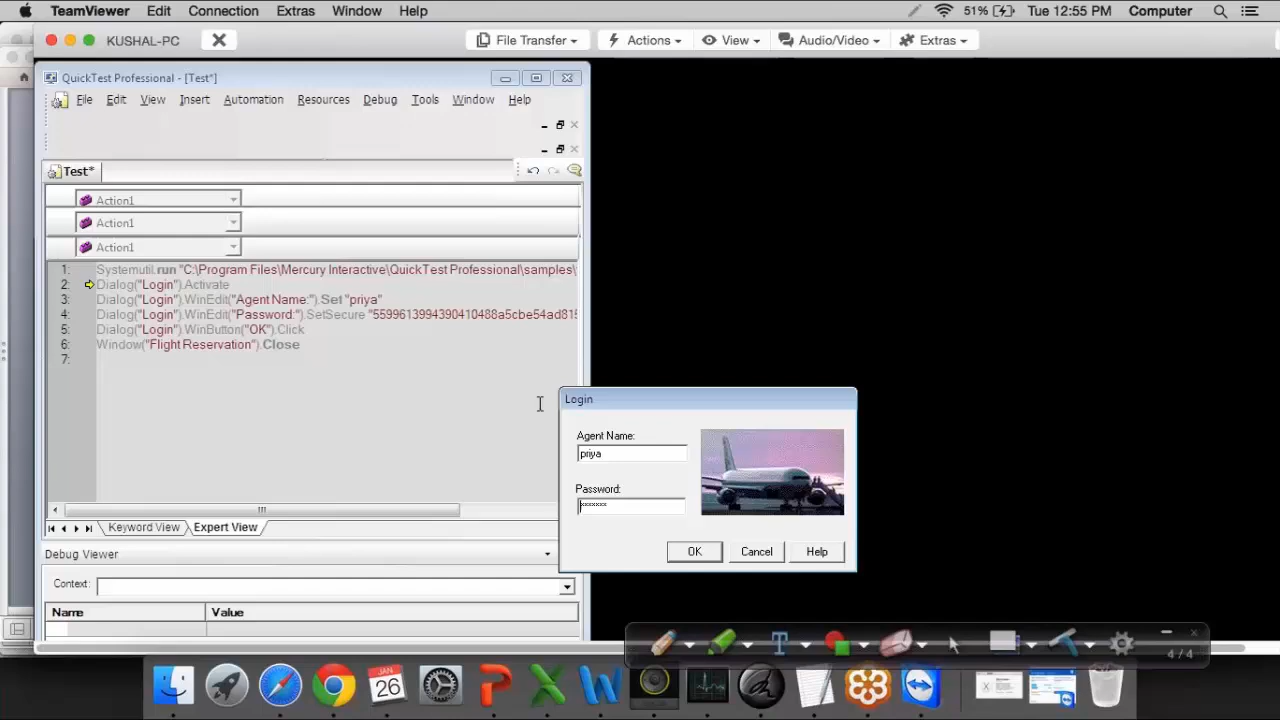 TeamViewer Edit Connection Extras Window Help 51% Tue 12:55 PM Computer
KUSHAL-PC File Transfer Actions View Audio/Video Extras
QuickTest Professional - [Test*]
File Edit View Insert Automation Resources Debug Tools Window Help
Test*
Action1
Action1
Action1
1: Systemutil.run "C:\Program Files\Mercury Interactive\QuickTest Professional\samples\
2: Dialog("Login").Activate
3: Dialog("Login").WinEdit("Agent Name:").Set "priya"
4: Dialog("Login").WinEdit("Password:").SetSecure "5599613994390410488a5cbe54ad815
5: Dialog("Login").WinButton("OK").Click
6: Window("Flight Reservation").Close
7:
Login
Agent Name:
priya
Password:
*******
OK Cancel Help
Keyword View Expert View
Debug Viewer
Context:
Name Value
4 / 4
JAN
26